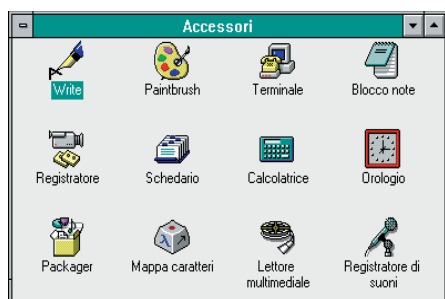 Accessori
Write
Paintbrush
Terminale
Blocco note
Registratore
Schedario
Calcolatrice
Orologio
Packager
Mappa caratteri
Lettore
multimediale
Registratore di
suoni